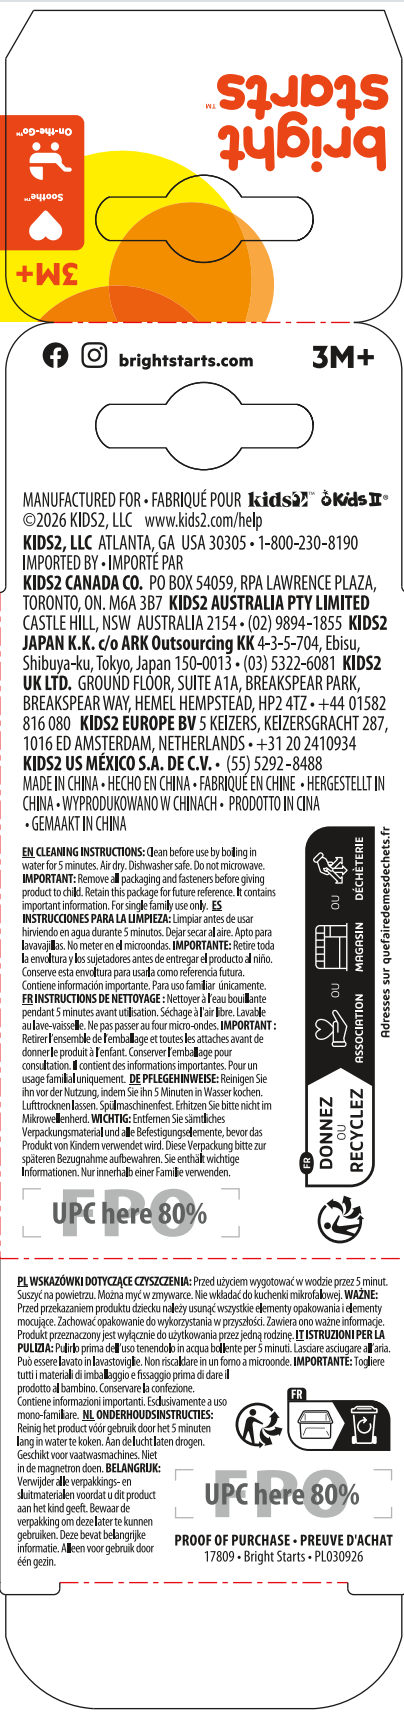 bright
starts™
On-the-Go™
Soothe™
3M+
brightstarts.com
3M+
MANUFACTURED FOR • FABRIQUÉ POUR kids2™ Kids II®
©2026 KIDS2, LLC www.kids2.com/help
KIDS2, LLC ATLANTA, GA USA 30305 • 1-800-230-8190
IMPORTED BY • IMPORTÉ PAR
KIDS2 CANADA CO. PO BOX 54059, RPA LAWRENCE PLAZA,
TORONTO, ON. M6A 3B7 KIDS2 AUSTRALIA PTY LIMITED
CASTLE HILL, NSW AUSTRALIA 2154 • (02) 9894-1855 KIDS2
JAPAN K.K. c/o ARK Outsourcing KK 4-3-5-704, Ebisu,
Shibuya-ku, Tokyo, Japan 150-0013 • (03) 5322-6081 KIDS2
UK LTD. GROUND FLOOR, SUITE A1A, BREAKSPEAR PARK,
BREAKSPEAR WAY, HEMEL HEMPSTEAD, HP2 4TZ • +44 01582
816 080 KIDS2 EUROPE BV 5 KEIZERS, KEIZERSGRACHT 287,
1016 ED AMSTERDAM, NETHERLANDS • +31 20 2410934
KIDS2 US MÉXICO S.A. DE C.V. • (55) 5292-8488
MADE IN CHINA • HECHO EN CHINA • FABRIQUÉ EN CHINE • HERGESTELLT IN
CHINA • WYPRODUKOWANO W CHINACH • PRODOTTO IN CINA
• GEMAAKT IN CHINA
EN CLEANING INSTRUCTIONS: Clean before use by boiling in
water for 5 minutes. Air dry. Dishwasher safe. Do not microwave.
IMPORTANT: Remove all packaging and fasteners before giving
product to child. Retain this package for future reference. It contains
important information. For single family use only. ES
INSTRUCCIONES PARA LA LIMPIEZA: Limpiar antes de usar
hirviendo en agua durante 5 minutos. Dejar secar al aire. Apto para
lavavajillas. No meter en el microondas. IMPORTANTE: Retire toda
la envoltura y los sujetadores antes de entregar el producto al niño.
Conserve esta envoltura para usarla como referencia futura.
Contiene información importante. Para uso familiar únicamente.
FR INSTRUCTIONS DE NETTOYAGE : Nettoyer à l'eau bouillante
pendant 5 minutes avant utilisation. Séchage à l'air libre. Lavable
au lave-vaisselle. Ne pas passer au four micro-ondes. IMPORTANT :
Retirer l'ensemble de l'emballage et toutes les attaches avant de
donner le produit à l'enfant. Conserver l'emballage pour
consultation. Il contient des informations importantes. Pour un
usage familial uniquement. DE PFLEGEHINWEISE: Reinigen Sie
ihn vor der Nutzung, indem Sie ihn 5 Minuten in Wasser kochen.
Lufttrocknen lassen. Spülmaschinenfest. Erhitzen Sie bitte nicht im
Mikrowellenherd. WICHTIG: Entfernen Sie sämtliches
Verpackungsmaterial und alle Befestigungselemente, bevor das
Produkt von Kindern verwendet wird. Diese Verpackung bitte zur
späteren Bezugnahme aufbewahren. Sie enthält wichtige
Informationen. Nur innerhalb einer Familie verwenden.
FR
DONNEZ
OU
RECYCLEZ
ASSOCIATION
OU
MAGASIN
OU
DÉCHÈTERIE
Adresses sur quefairedemesdechets.fr
FPO
UPC here 80%
PL WSKAZÓWKI DOTYCZĄCE CZYSZCZENIA: Przed użyciem wygotować w wodzie przez 5 minut.
Suszyć na powietrzu. Można myć w zmywarce. Nie wkładać do kuchenki mikrofalowej. WAŻNE:
Przed przekazaniem produktu dziecku należy usunąć wszystkie elementy opakowania i elementy
mocujące. Zachować opakowanie do wykorzystania w przyszłości. Zawiera ono ważne informacje.
Produkt przeznaczony jest wyłącznie do użytkowania przez jedną rodzinę. IT ISTRUZIONI PER LA
PULIZIA: Pulirlo prima dell'uso tenendolo in acqua bollente per 5 minuti. Lasciare asciugare all'aria.
Può essere lavato in lavastoviglie. Non riscaldare in un forno a microonde. IMPORTANTE: Togliere
tutti i materiali di imballaggio e fissaggio prima di dare il
prodotto al bambino. Conservare la confezione.
Contiene informazioni importanti. Esclusivamente a uso
mono-familiare. NL ONDERHOUDSINSTRUCTIES:
Reinig het product vóór gebruik door het 5 minuten
lang in water te koken. Aan de lucht laten drogen.
Geschikt voor vaatwasmachines. Niet
in de magnetron doen. BELANGRIJK:
Verwijder alle verpakkings- en
sluitmaterialen voordat u dit product
aan het kind geeft. Bewaar de
verpakking om deze later te kunnen
gebruiken. Deze bevat belangrijke
informatie. Alleen voor gebruik door
één gezin.
FR
FPO
UPC here 80%
PROOF OF PURCHASE • PREUVE D'ACHAT
17809 • Bright Starts • PL030926